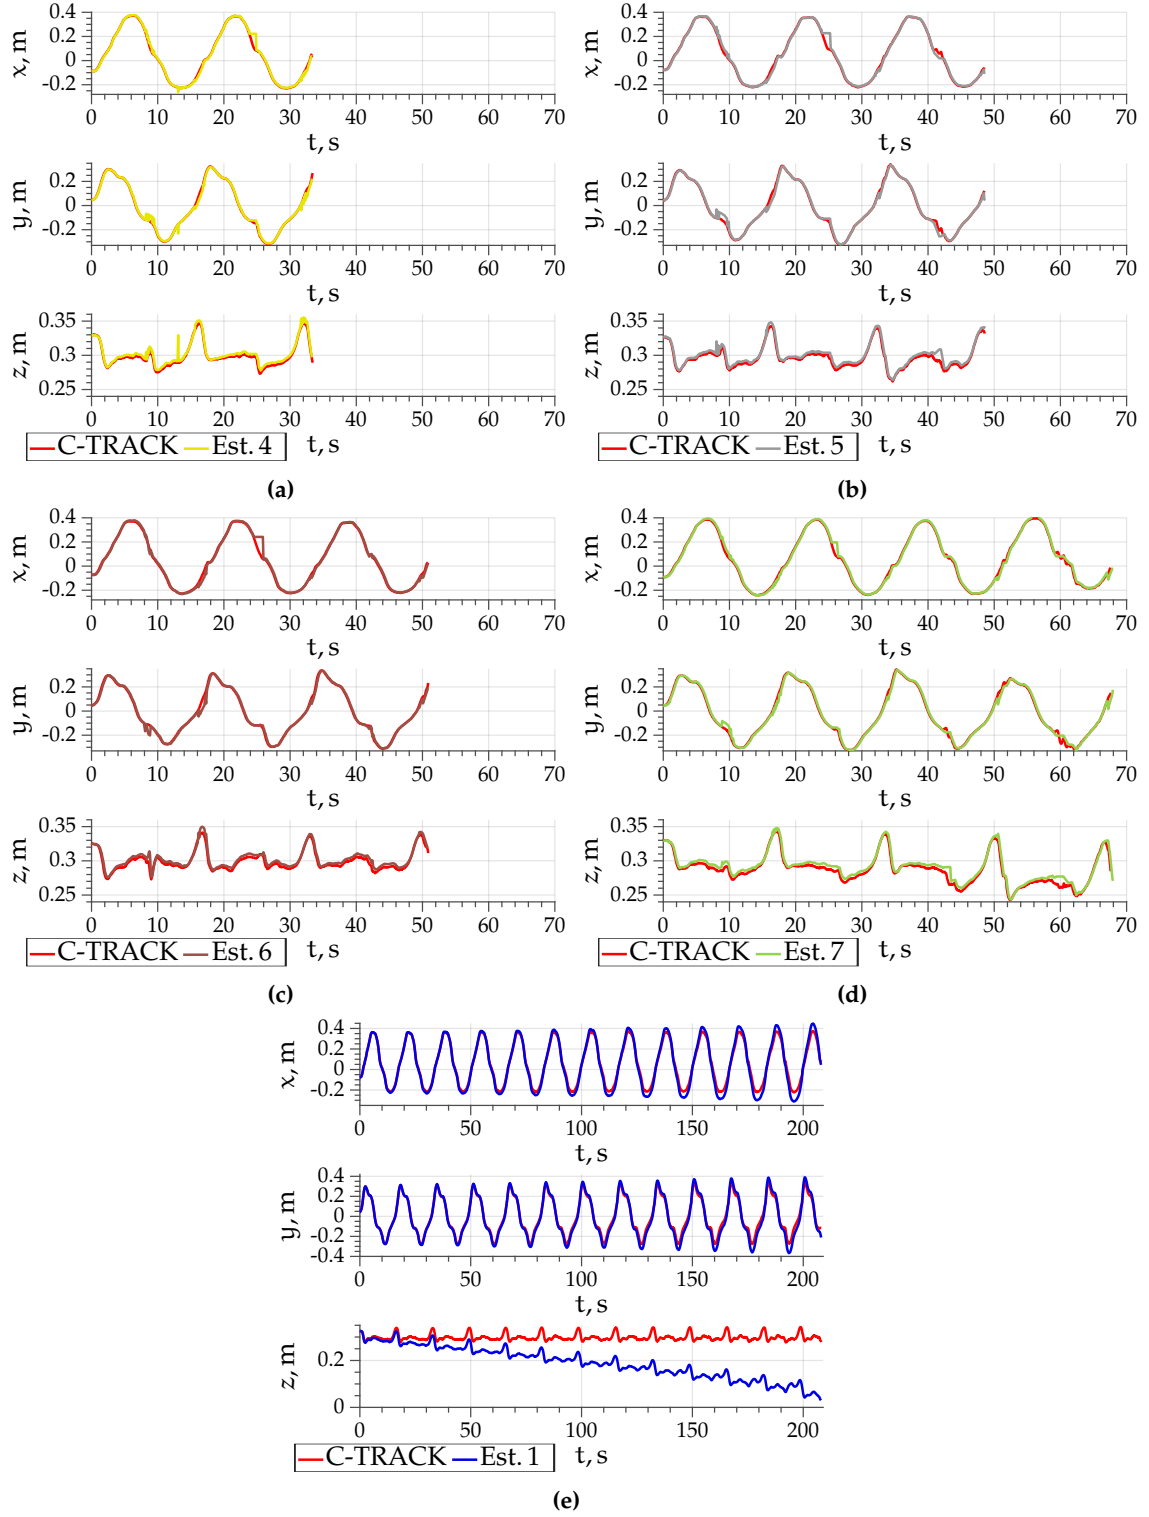 x, m
0.4
0.2
0
-0.2
0 10 20 30 40 50 60 70
t, s
y, m
0.2
0
-0.2
0 10 20 30 40 50 60 70
t, s
z, m
0.35
0.3
0.25
0 10 20 30 40 50 60 70
C-TRACK Est. 4 t, s
(a)
x, m
0.4
0.2
0
-0.2
0 10 20 30 40 50 60 70
t, s
y, m
0.2
0
-0.2
0 10 20 30 40 50 60 70
t, s
z, m
0.35
0.3
0.25
0 10 20 30 40 50 60 70
C-TRACK Est. 5 t, s
(b)
x, m
0.4
0.2
0
-0.2
0 10 20 30 40 50 60 70
t, s
y, m
0.2
0
-0.2
0 10 20 30 40 50 60 70
t, s
z, m
0.35
0.3
0.25
0 10 20 30 40 50 60 70
C-TRACK Est. 6 t, s
(c)
x, m
0.4
0.2
0
-0.2
0 10 20 30 40 50 60 70
t, s
y, m
0.2
0
-0.2
0 10 20 30 40 50 60 70
t, s
z, m
0.35
0.3
0.25
0 10 20 30 40 50 60 70
C-TRACK Est. 7 t, s
(d)
x, m
0.4
0.2
0
-0.2
0 50 100 150 200
t, s
y, m
0.4
0.2
0
-0.2
-0.4
0 50 100 150 200
t, s
z, m
0.2
0
0 50 100 150 200
C-TRACK Est. 1 t, s
(e)